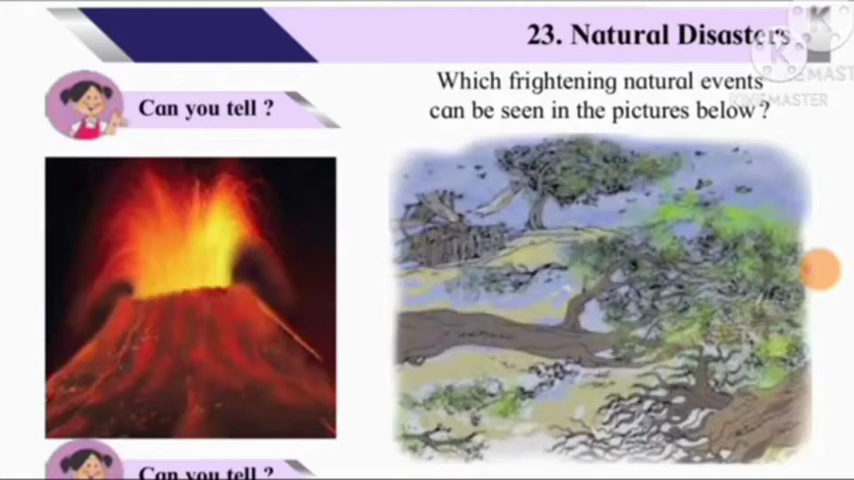 23. Natural Disasters
Can you tell ?
Which frightening natural events
can be seen in the pictures below ?
KINEMASTER
Can you tell ?